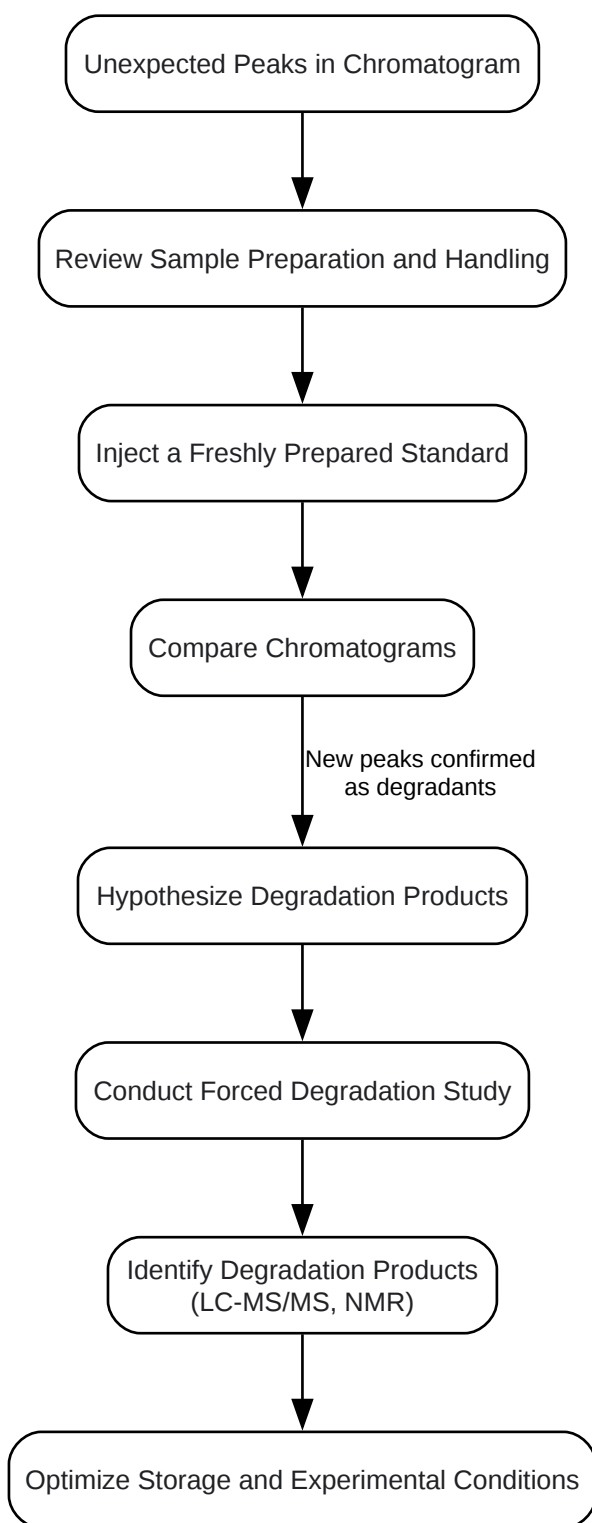 Unexpected Peaks in Chromatogram
Review Sample Preparation and Handling
Inject a Freshly Prepared Standard
Compare Chromatograms
New peaks confirmed
as degradants
Hypothesize Degradation Products
Conduct Forced Degradation Study
Identify Degradation Products
(LC-MS/MS, NMR)
Optimize Storage and Experimental Conditions